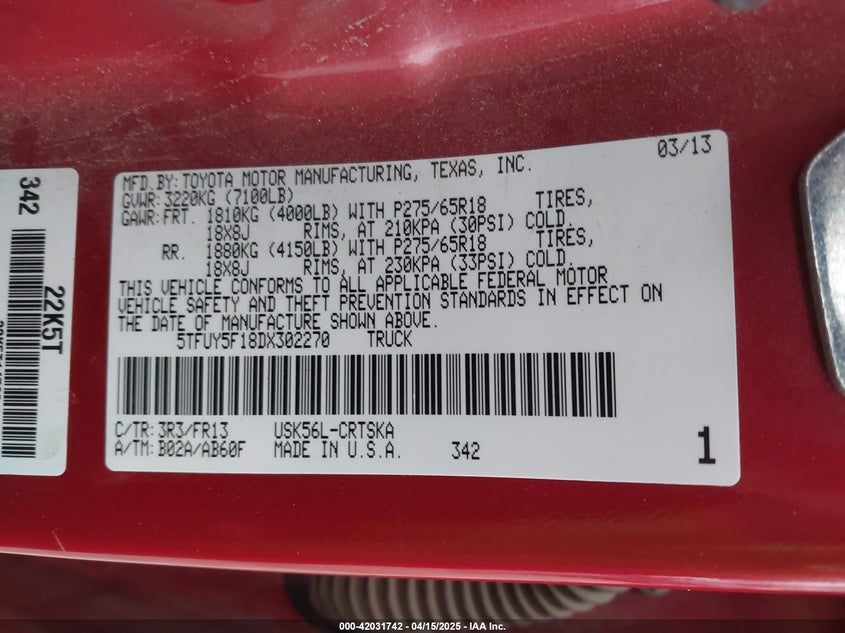 03/13
MFD. BY: TOYOTA MOTOR MANUFACTURING, TEXAS, INC.
GVWR: 3220KG (7100LB)
GAWR: FRT. 1810KG (4000LB) WITH P275/65R18 TIRES,
18X8J RIMS, AT 210KPA (30PSI) COLD.
RR. 1880KG (4150LB) WITH P275/65R18 TIRES,
18X8J RIMS, AT 230KPA (33PSI) COLD.
THIS VEHICLE CONFORMS TO ALL APPLICABLE FEDERAL MOTOR
VEHICLE SAFETY AND THEFT PREVENTION STANDARDS IN EFFECT ON
THE DATE OF MANUFACTURE SHOWN ABOVE.
5TFUY5F18DX302270 TRUCK
C/TR: 3R3/FR13 USK56L-CRTSKA
A/TM: B02A/AB60F MADE IN U.S.A. 342 1
342
22K5T
000-42031742 - 04/15/2025 - IAA Inc.